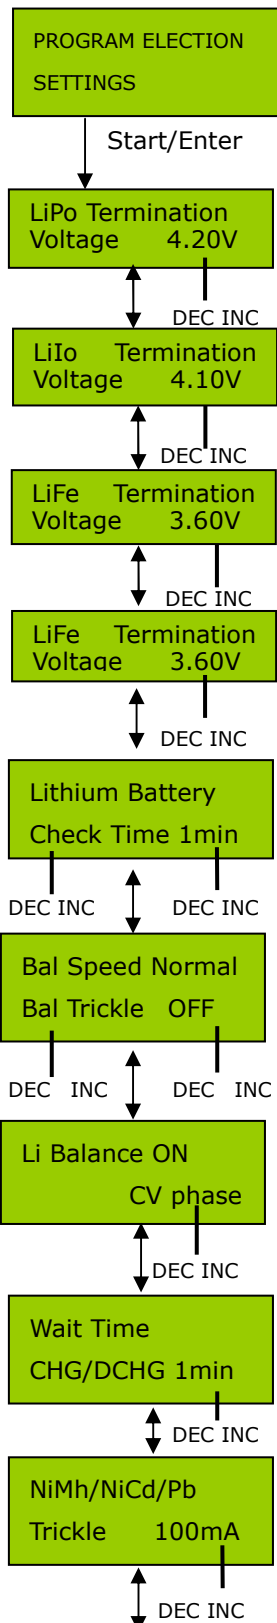 PROGRAM ELECTION
SETTINGS
Start/Enter
LiPo Termination
Voltage 4.20V
DEC INC
LiIo Termination
Voltage 4.10V
DEC INC
LiFe Termination
Voltage 3.60V
DEC INC
LiFe Termination
Voltage 3.60V
DEC INC
Lithium Battery
Check Time 1min
DEC INC DEC INC
Bal Speed Normal
Bal Trickle OFF
DEC INC DEC INC
Li Balance ON
CV phase
DEC INC
Wait Time
CHG/DCHG 1min
DEC INC
NiMh/NiCd/Pb
Trickle 100mA
DEC INC